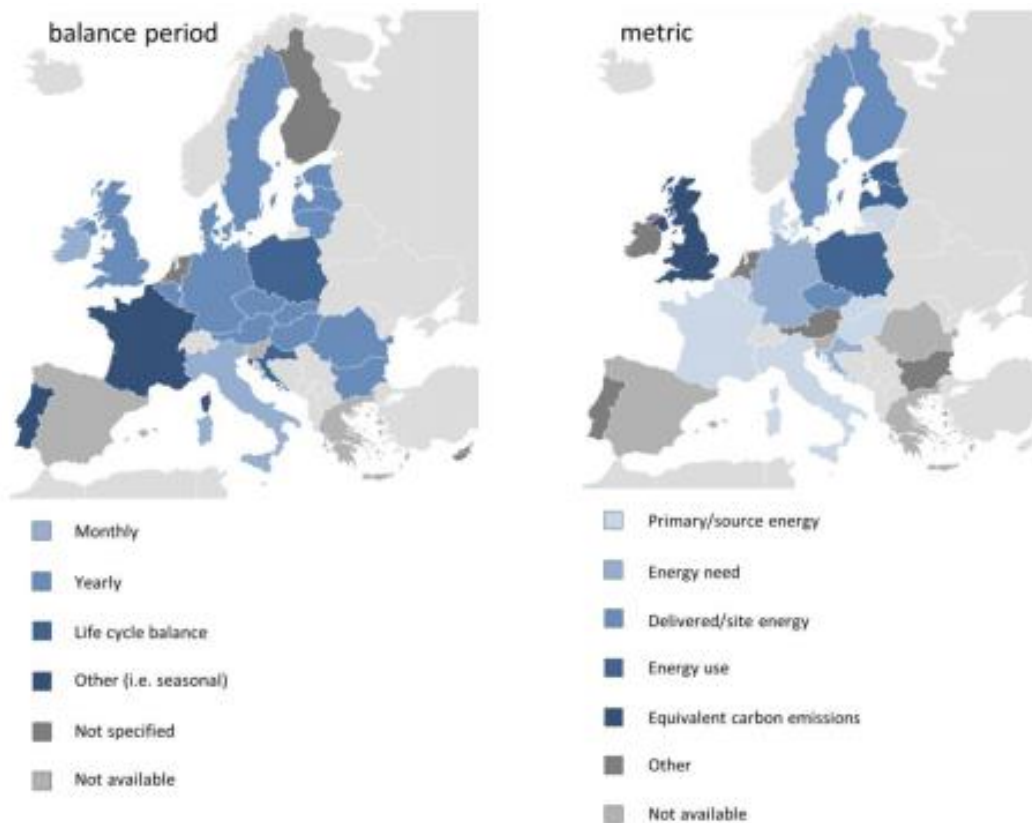 balance period
Monthly
Yearly
Life cycle balance
Other (i.e. seasonal)
Not specified
Not available
metric
Primary/source energy
Energy need
Delivered/site energy
Energy use
Equivalent carbon emissions
Other
Not available